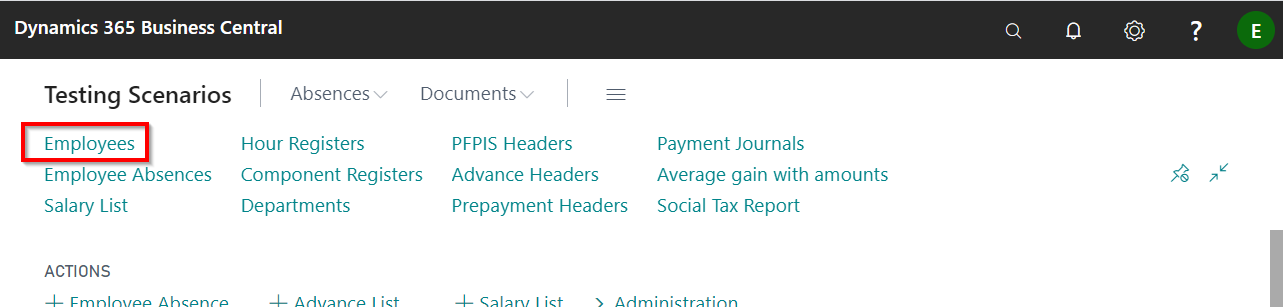 Dynamics 365 Business Central
? E
Testing Scenarios Absences Documents
Employees Hour Registers PFPIS Headers Payment Journals
Employee Absences Component Registers Advance Headers Average gain with amounts
Salary List Departments Prepayment Headers Social Tax Report
ACTIONS
+ Employee Absence + Advance List + Salary List > Administration